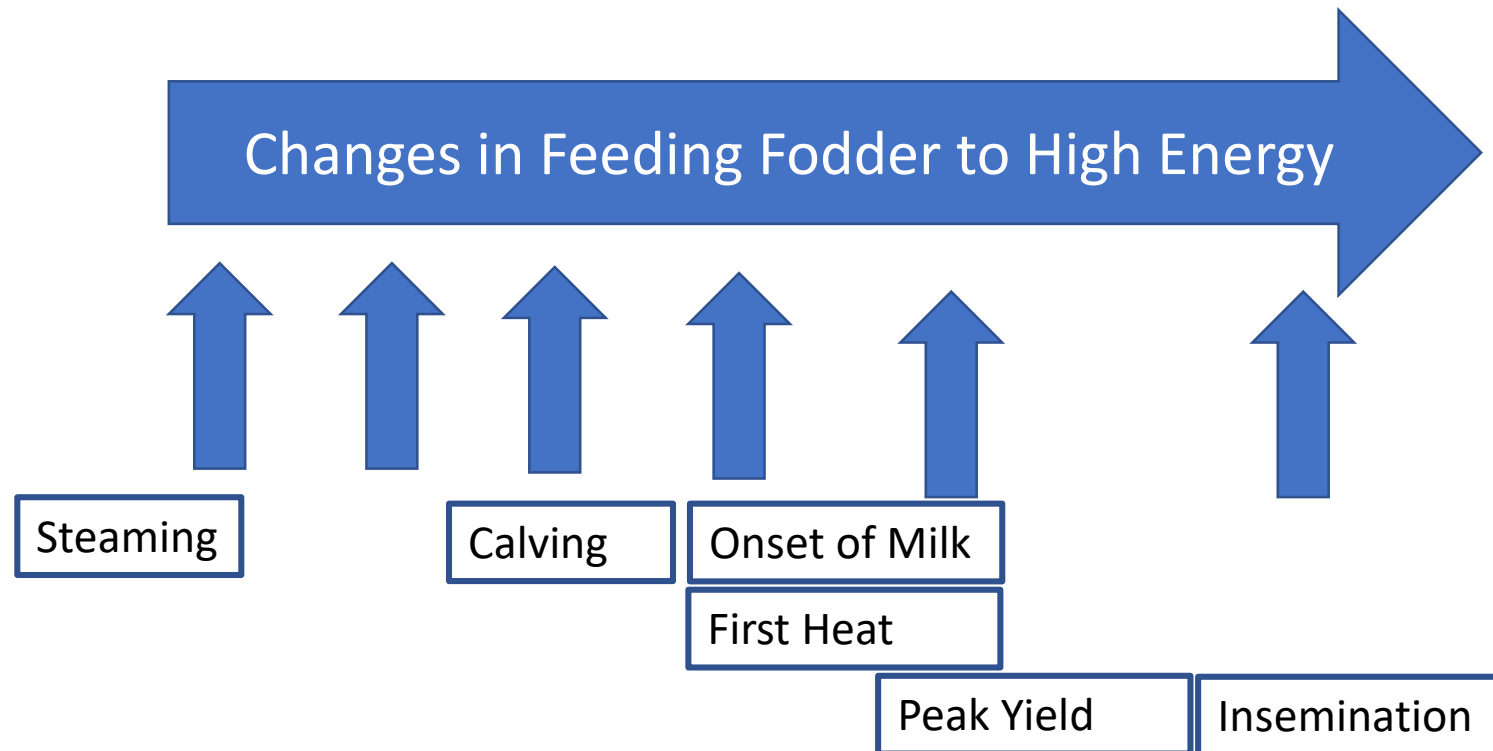 Changes in Feeding Fodder to High Energy
Steaming
Calving
Onset of Milk
First Heat
Peak Yield
Insemination